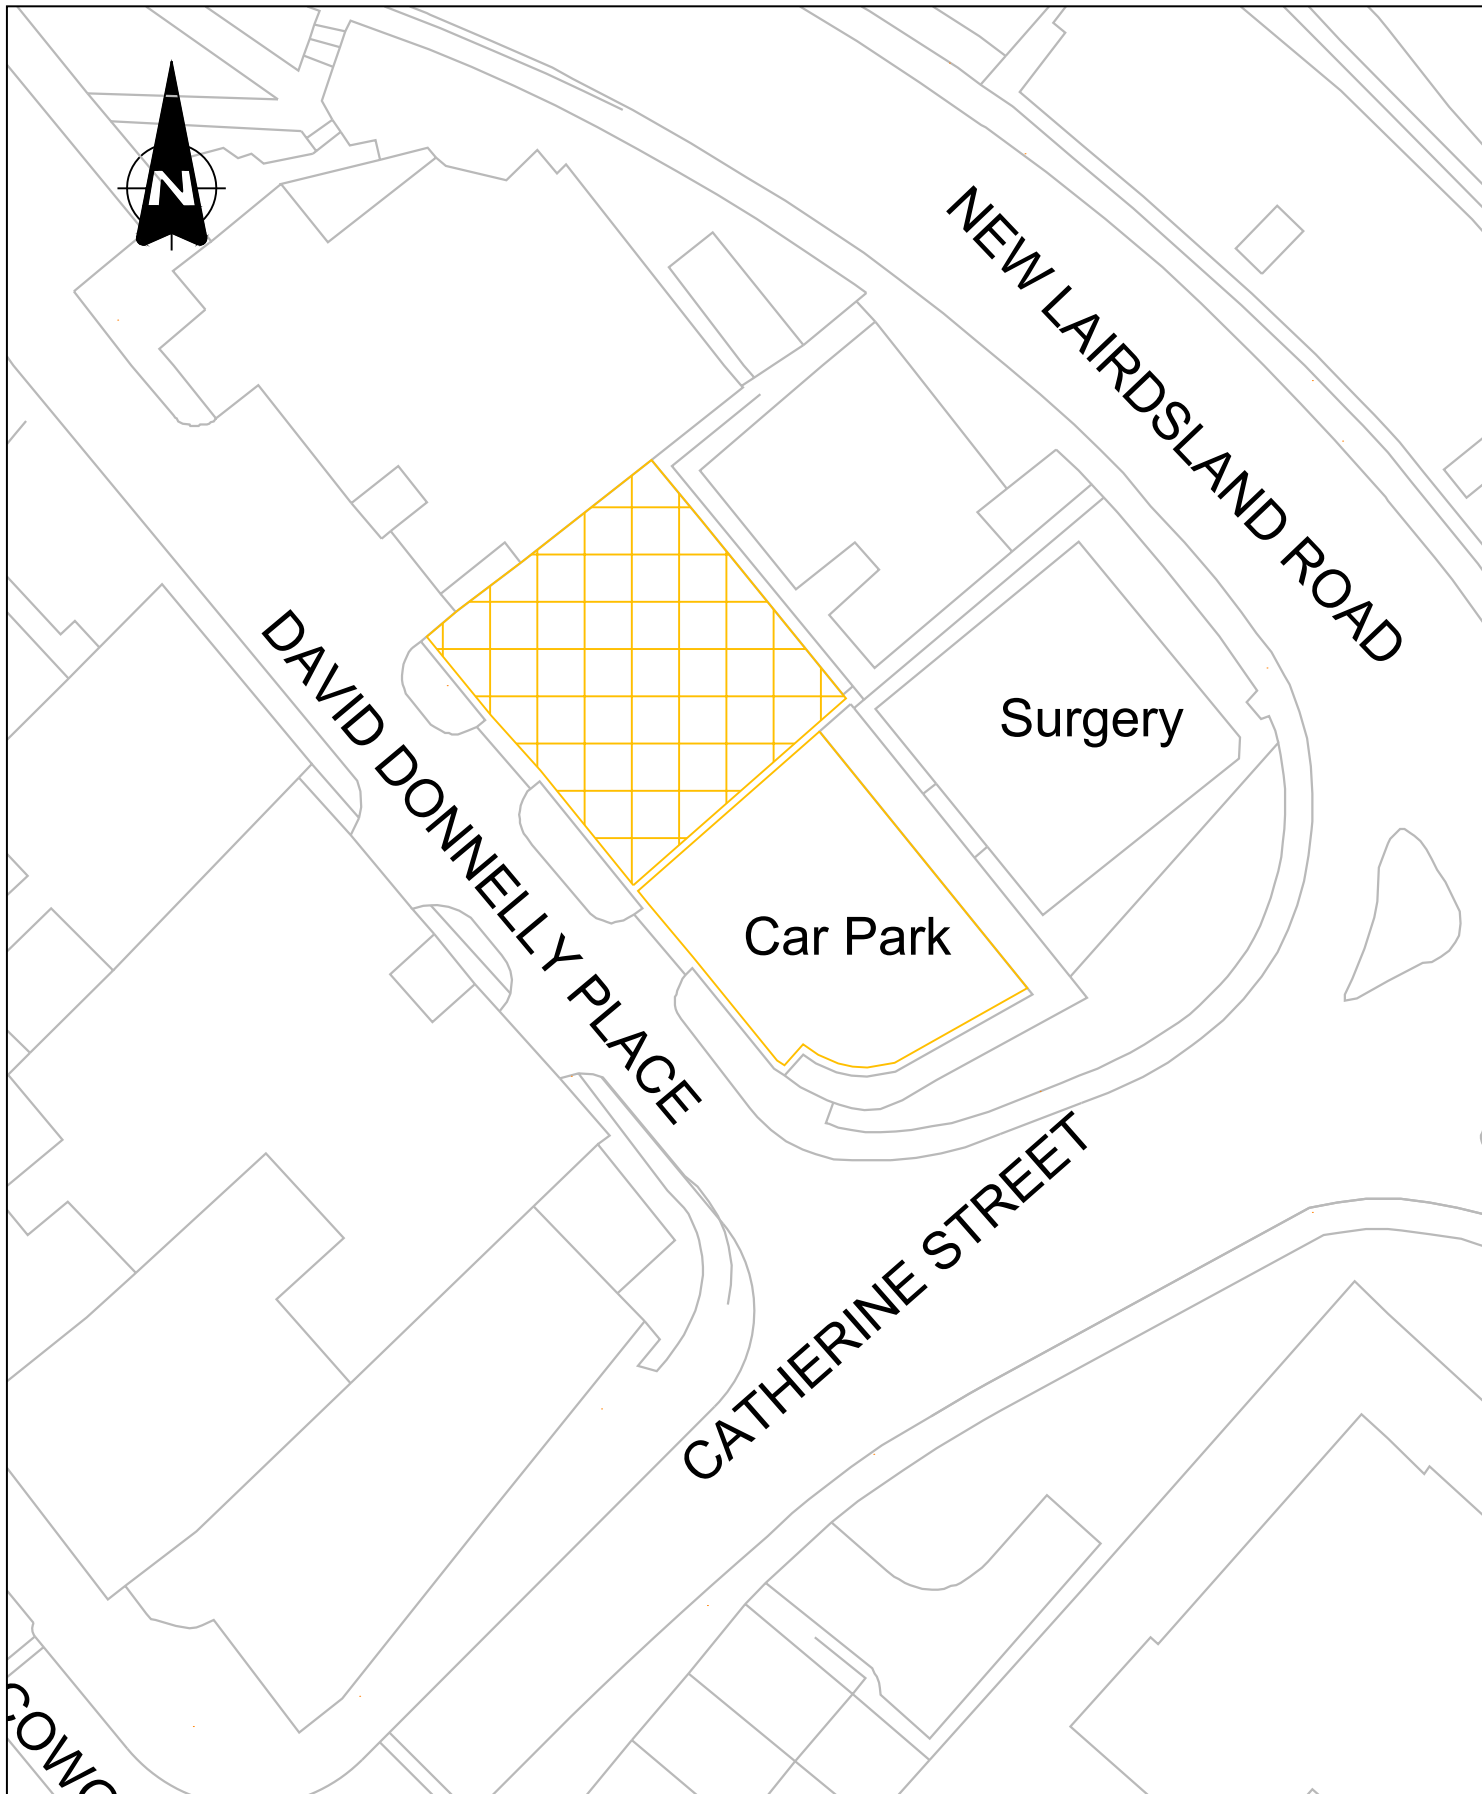 N
NEW LAIRDSLAND ROAD
DAVID DONNELLY PLACE
Surgery
Car Park
CATHERINE STREET